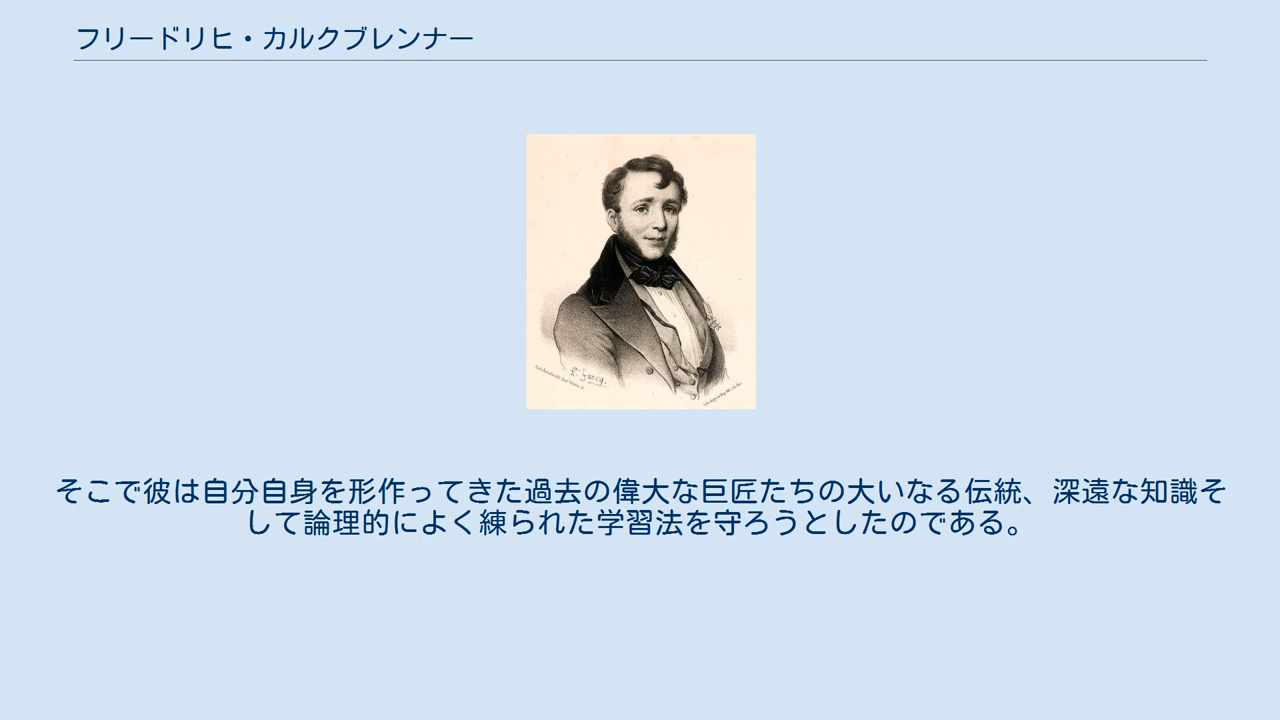 フリードリヒ・カルクブレンナー
そこで彼は自分自身を形作ってきた過去の偉大な巨匠たちの大いなる伝統、深遠な知識そ
して論理的によく練られた学習法を守ろうとしたのである。